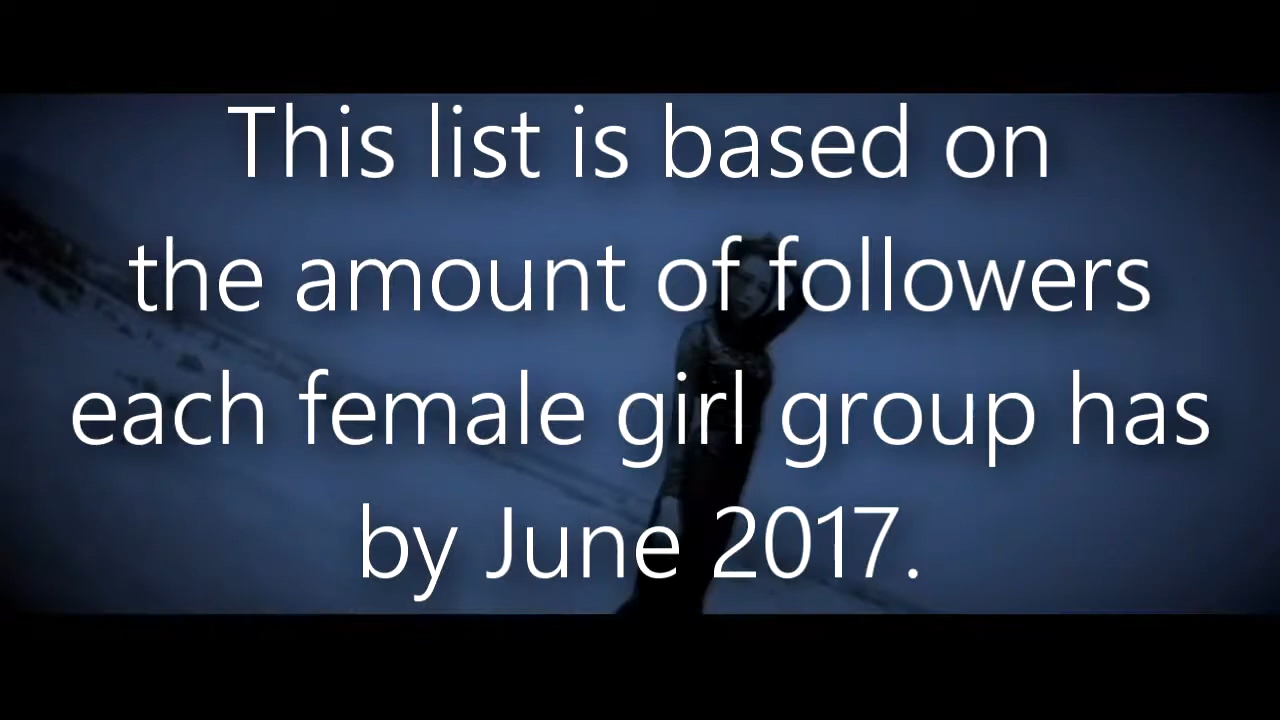 This list is based on
the amount of followers
each female girl group has
by June 2017.